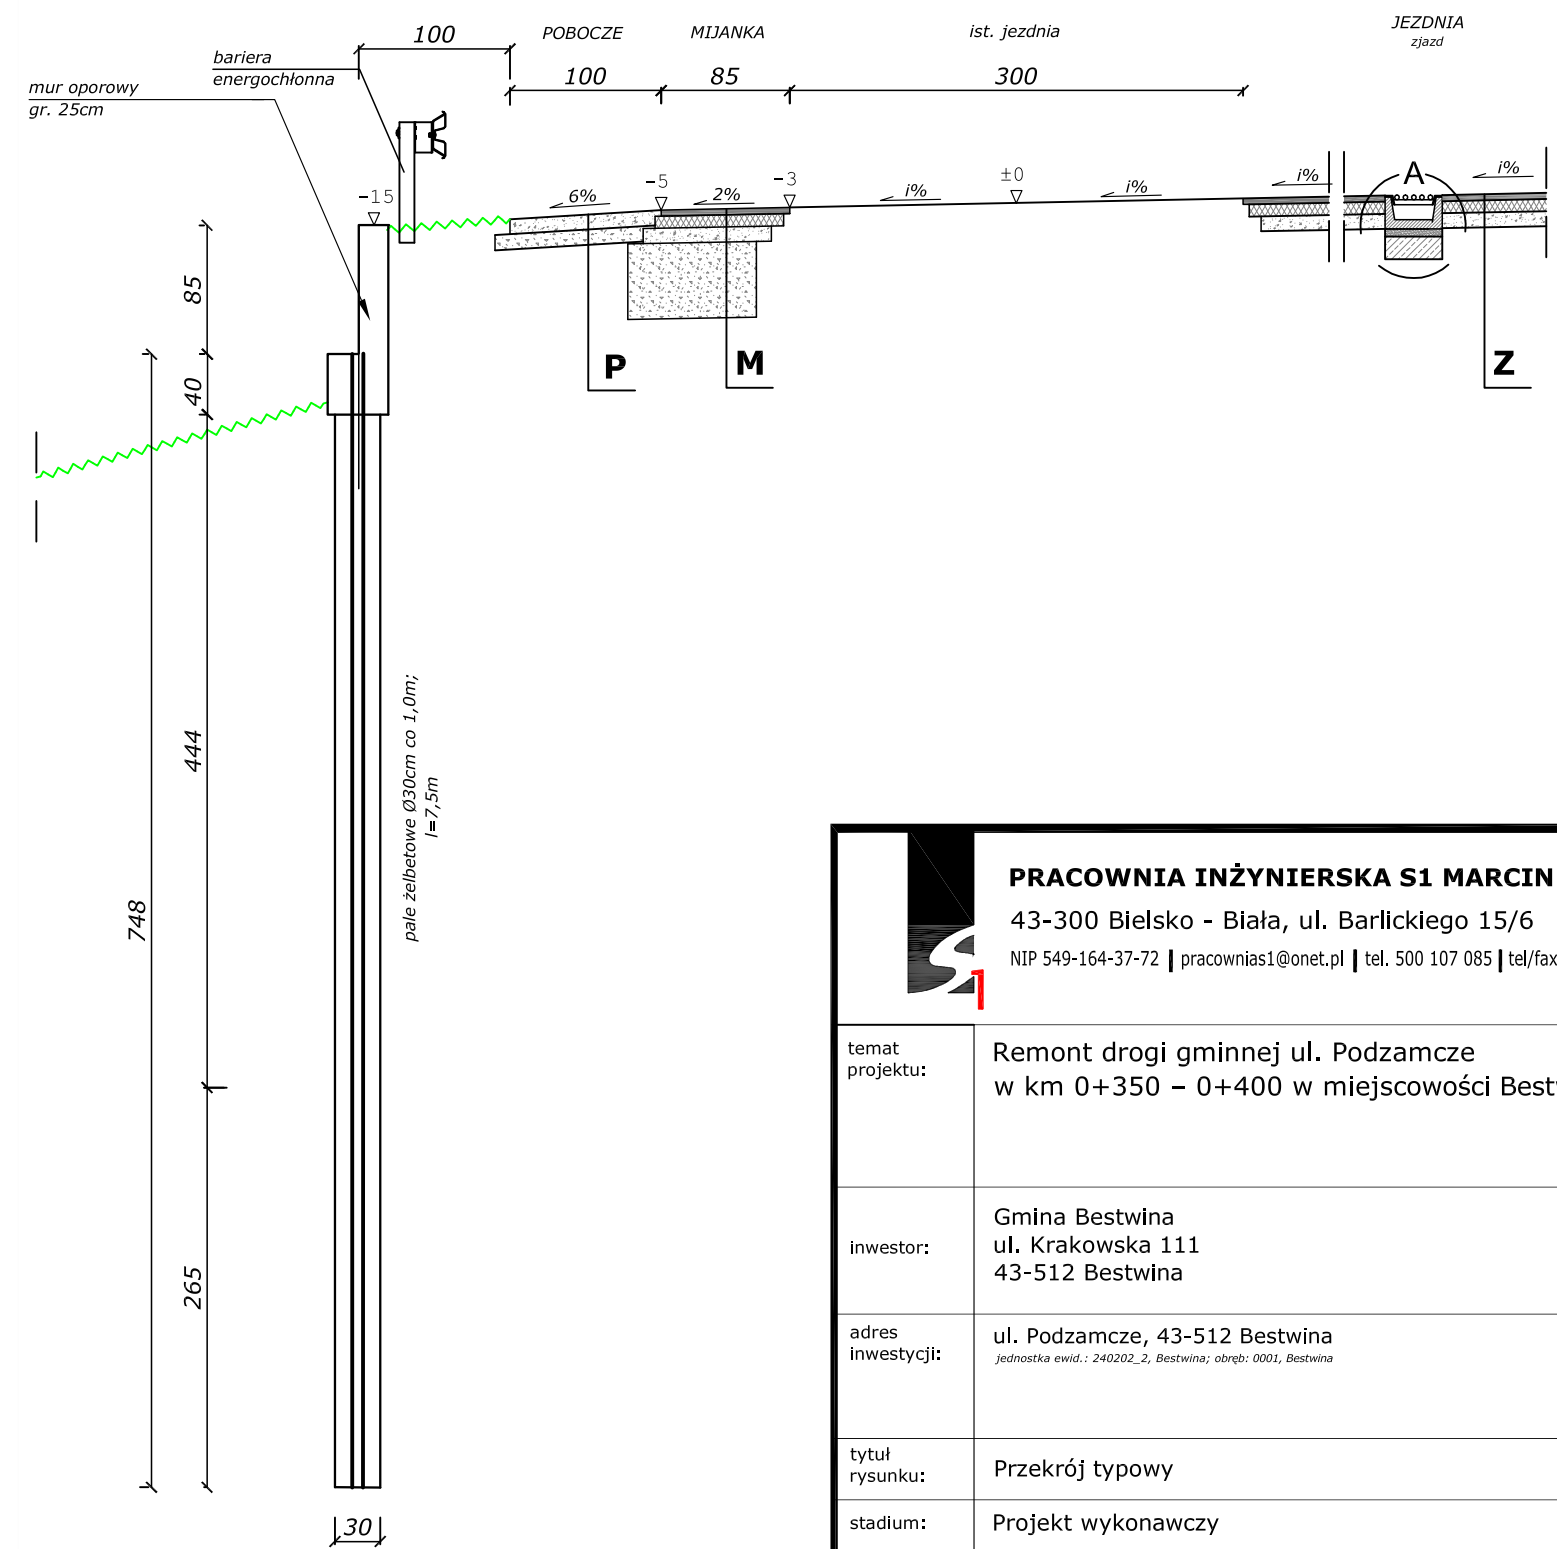 100
POBOCZE
MIJANKA
ist. jezdnia
JEZDNIA
zjazd
bariera
energochłonna
mur oporowy
gr. 25cm
100
85
300
-15
6%
-5
2%
-3
i%
±0
i%
i%
A
i%
85
40
P
M
Z
444
748
265
pale żelbetowe Ø30cm co 1,0m;
l=7,5m
30
PRACOWNIA INŻYNIERSKA S1 MARCIN
43-300 Bielsko - Biała, ul. Barlickiego 15/6
NIP 549-164-37-72 | pracownias1@onet.pl | tel. 500 107 085 | tel/fax
S1
temat
projektu:
Remont drogi gminnej ul. Podzamcze
w km 0+350 – 0+400 w miejscowości
inwestor:
Gmina Bestwina
ul. Krakowska 111
43-512 Bestwina
adres
inwestycji:
ul. Podzamcze, 43-512 Bestwina
jednostka ewid.: 240202_2, Bestwina; obręb: 0001, Bestwina
tytuł
rysunku:
Przekrój typowy
stadium:
Projekt wykonawczy